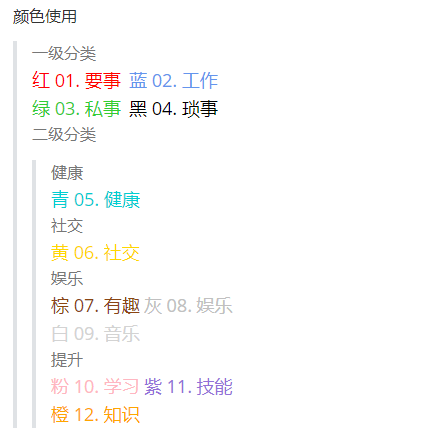 颜色使用
一级分类
红 01. 要事 蓝 02. 工作
绿 03. 私事 黑 04. 琐事
二级分类
健康
青 05. 健康
社交
黄 06. 社交
娱乐
棕 07. 有趣 灰 08. 娱乐
白 09. 音乐
提升
粉 10. 学习 紫 11. 技能
橙 12. 知识